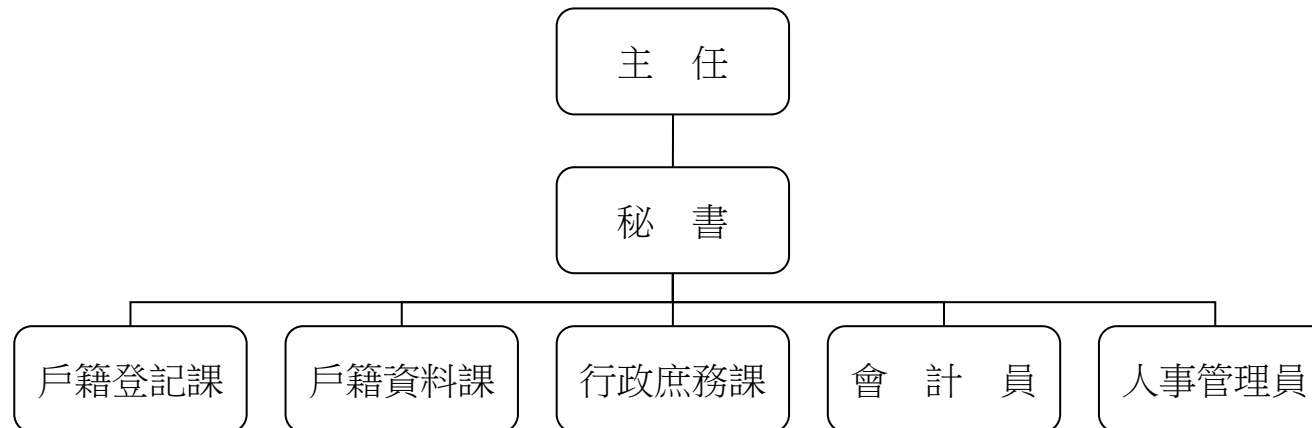 主　任
秘　書
戶籍登記課
戶籍資料課
行政庶務課
會　計　員
人事管理員